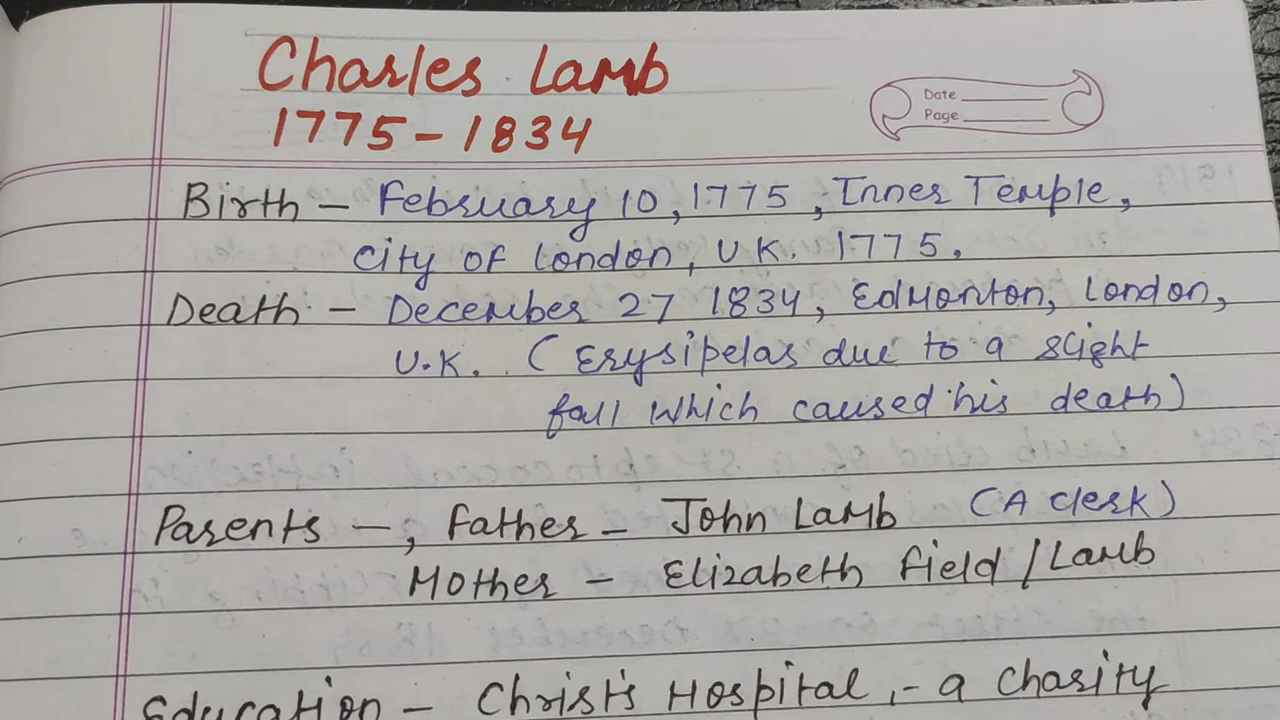 Charles Lamb
1775-1834
Date
Page
Birth - February 10, 1775, Inner Temple,
City of London, U.K. 1775.
Death - December 27 1834, Edmonton, London,
U.K. (Erysipelas due to a slight
fall which caused his death)
Parents -, Father - John Lamb (A clerk)
Mother - Elizabeth Field/Lamb
Education - Christ's Hospital,- a charity